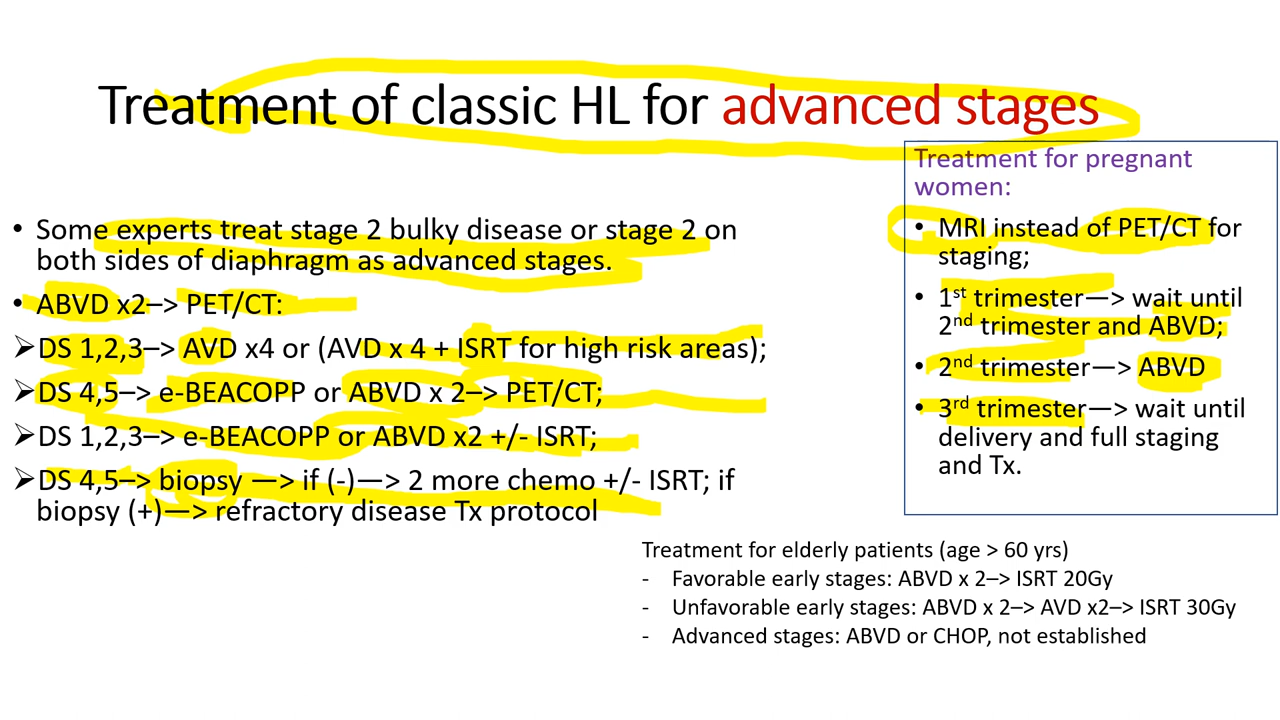 Treatment of classic HL for advanced stages
• Some experts treat stage 2 bulky disease or stage 2 on
both sides of diaphragm as advanced stages.
• ABVD x2–> PET/CT:
➢DS 1,2,3–> AVD x4 or (AVD x 4 + ISRT for high risk areas);
➢DS 4,5–> e-BEACOPP or ABVD x 2–> PET/CT;
➢DS 1,2,3–> e-BEACOPP or ABVD x2 +/- ISRT;
➢DS 4,5–> biopsy —> if (-)—> 2 more chemo +/- ISRT; if
biopsy (+)—> refractory disease Tx protocol
Treatment for pregnant
women:
• MRI instead of PET/CT for
staging;
• 1st trimester—> wait until
2nd trimester and ABVD;
• 2nd trimester—> ABVD
• 3rd trimester—> wait until
delivery and full staging
and Tx.
Treatment for elderly patients (age > 60 yrs)
- Favorable early stages: ABVD x 2–> ISRT 20Gy
- Unfavorable early stages: ABVD x 2–> AVD x2–> ISRT 30Gy
- Advanced stages: ABVD or CHOP, not established